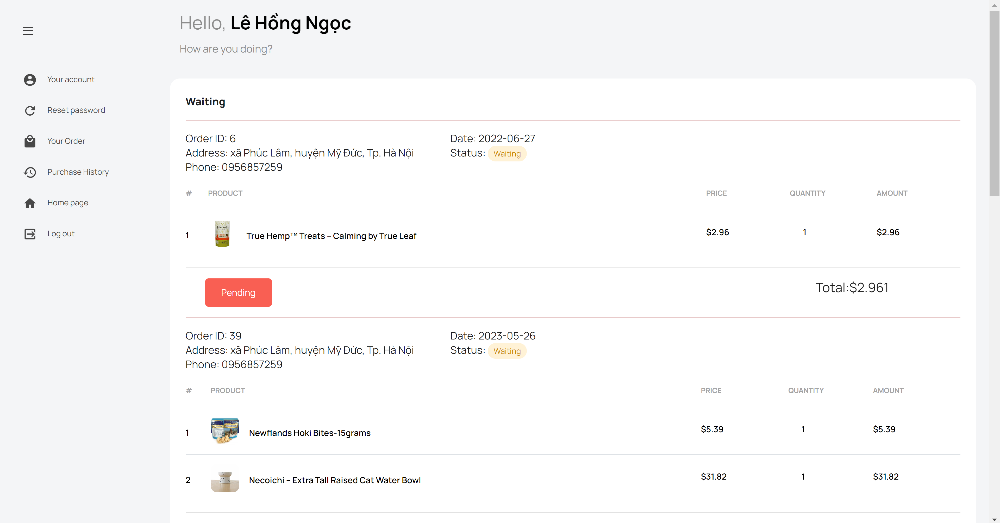 Hello, Lê Hồng Ngọc
How are you doing?
Your account
Reset password
Your Order
Purchase History
Home page
Log out
Waiting
Order ID: 6
Address: xã Phúc Lâm, huyện Mỹ Đức, Tp. Hà Nội
Phone: 0956857259
Date: 2022-06-27
Status: Waiting
# PRODUCT PRICE QUANTITY AMOUNT
1 True Hemp™ Treats – Calming by True Leaf $2.96 1 $2.96
Pending Total:$2.961
Order ID: 39
Address: xã Phúc Lâm, huyện Mỹ Đức, Tp. Hà Nội
Phone: 0956857259
Date: 2023-05-26
Status: Waiting
# PRODUCT PRICE QUANTITY AMOUNT
1 Newflands Hoki Bites-15grams $5.39 1 $5.39
2 Necoichi – Extra Tall Raised Cat Water Bowl $31.82 1 $31.82